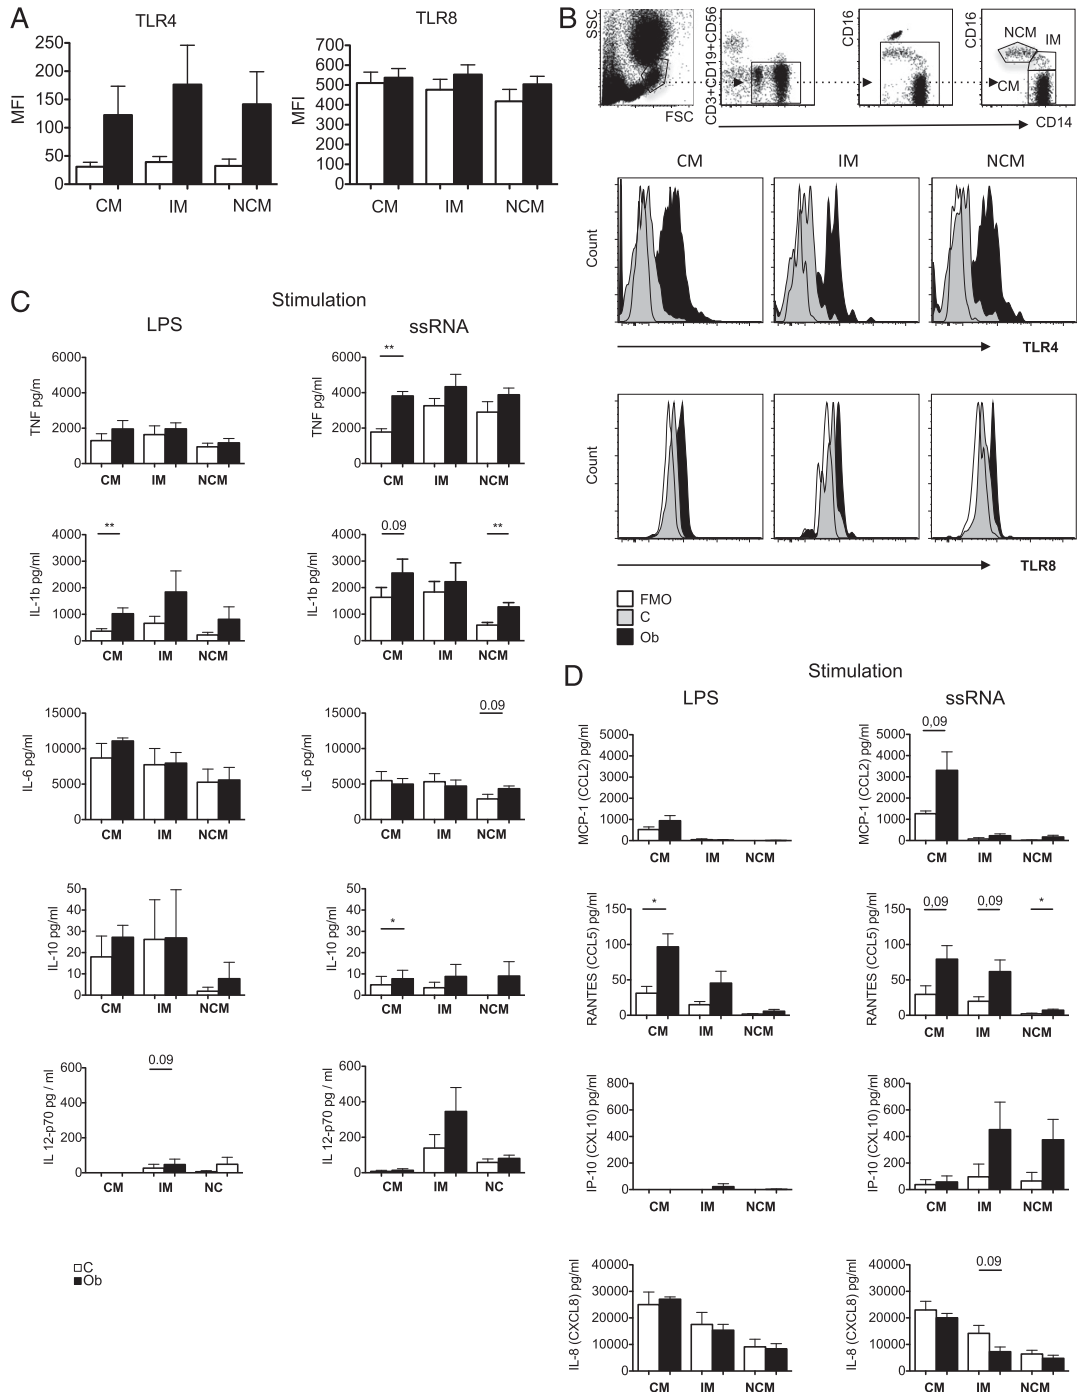 A
TLR4
TLR8
MFI
250
200
150
100
50
0
CM IM NCM
MFI
700
600
500
400
300
200
100
0
CM IM NCM
B
SSC
FSC
CD3+CD19+CD56
CD16
CD16
NCM IM
CM
CD14
CM IM NCM
Count
TLR4
Count
TLR8
FMO
C
Ob
C
Stimulation
LPS
ssRNA
TNF pg/m
6000
4000
2000
0
CM IM NCM
TNF pg/ml
6000
4000
2000
0
**
CM IM NCM
IL-1b pg/ml
4000
3000
2000
1000
0
**
CM IM NCM
IL-1b pg/ml
4000
3000
2000
1000
0
0.09 **
CM IM NCM
IL-6 pg/ml
15000
10000
5000
0
CM IM NCM
IL-6 pg/ml
15000
10000
5000
0
0.09
CM IM NCM
IL-10 pg/ml
50
40
30
20
10
0
CM IM NCM
IL-10 pg/ml
50
40
30
20
10
0
*
CM IM NCM
IL 12-p70 pg / ml
600
400
200
0
0.09
CM IM NC
IL 12-p70 pg / ml
600
400
200
0
CM IM NC
C
Ob
D
Stimulation
LPS
ssRNA
MCP-1 (CCL2) pg/ml
5000
4000
3000
2000
1000
0
CM IM NCM
MCP-1 (CCL2) pg/ml
5000
4000
3000
2000
1000
0
0,09
CM IM NCM
RANTES (CCL5) pg/ml
150
100
50
0
*
CM IM NCM
RANTES (CCL5) pg/ml
150
100
50
0
0,09 0,09 *
CM IM NCM
IP-10 (CXL10) pg/ml
800
600
400
200
0
CM IM NCM
IP-10 (CXL10) pg/ml
800
600
400
200
0
CM IM NCM
IL-8 (CXCL8) pg/ml
40000
30000
20000
10000
0
CM IM NCM
IL-8 (CXCL8) pg/ml
40000
30000
20000
10000
0
0.09
CM IM NCM